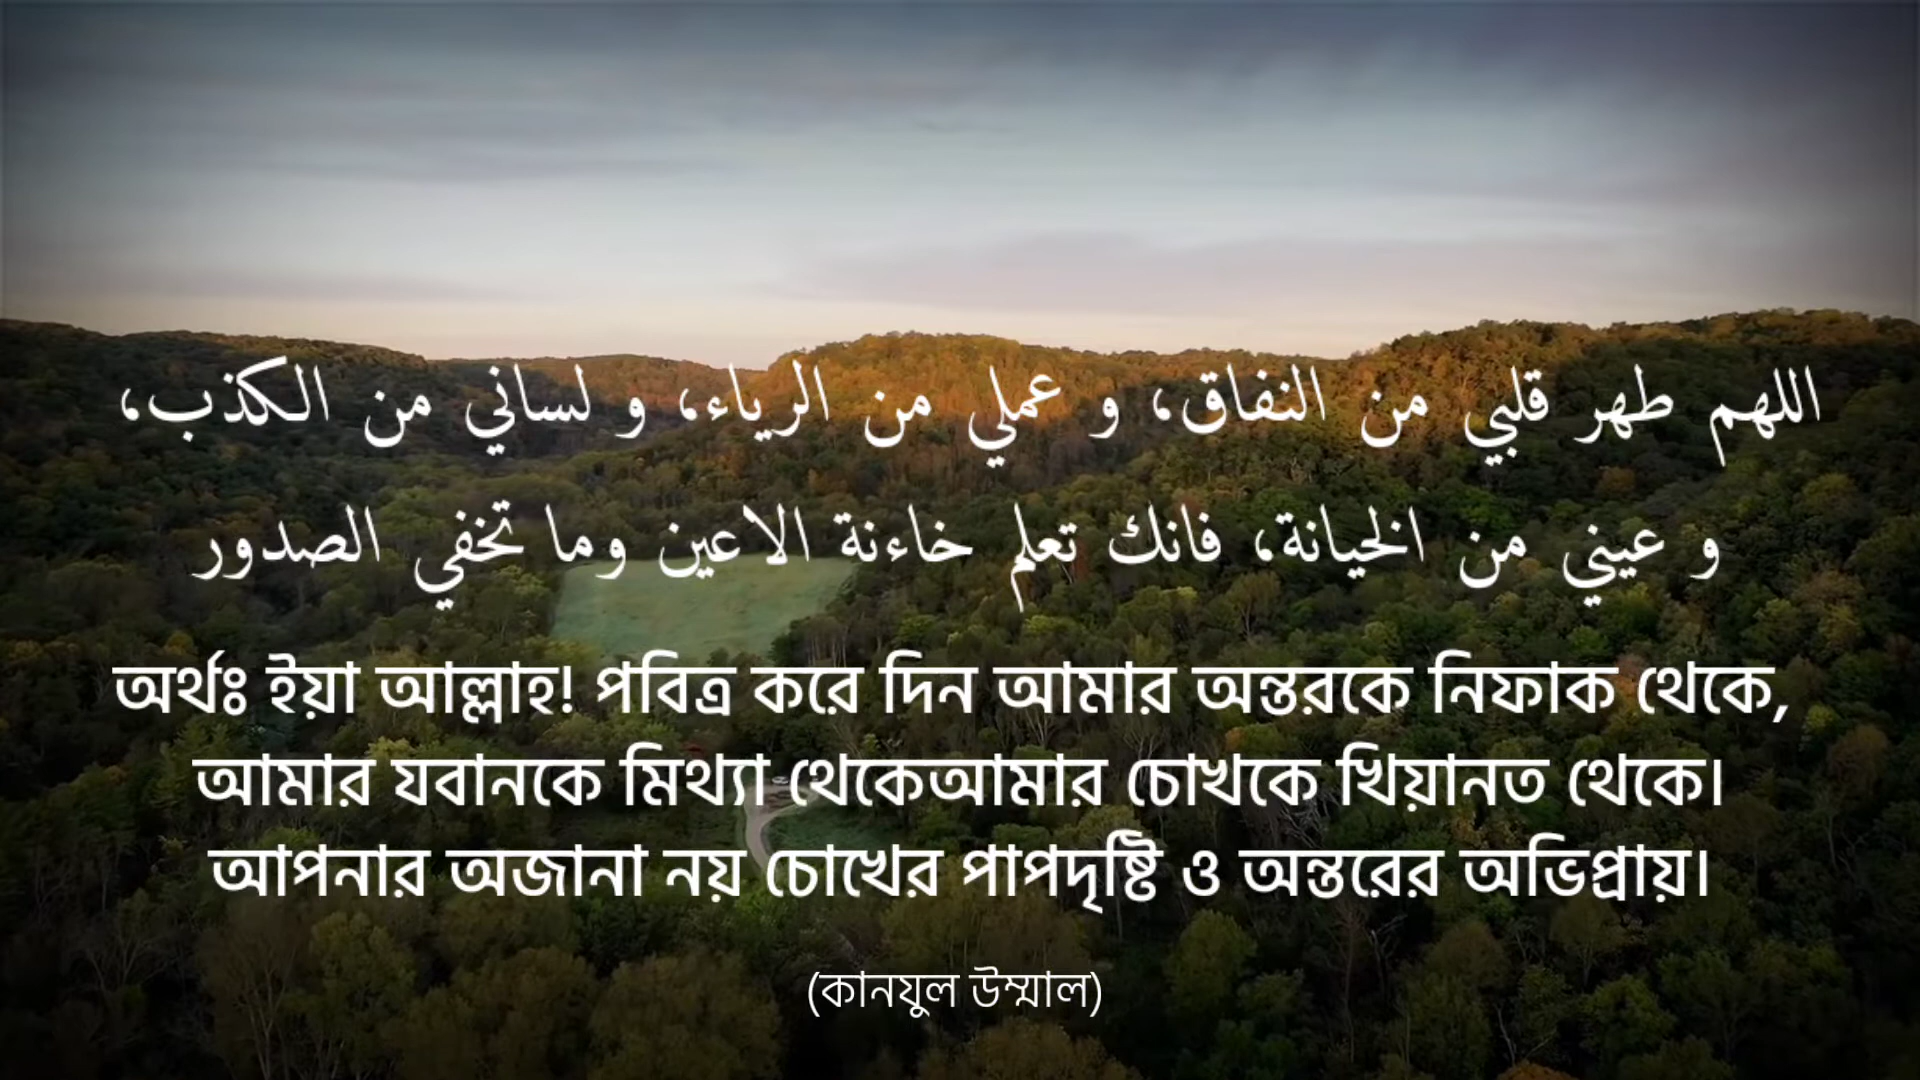 اللهم طهر قلبي من النفاق، و عملي من الرياء، و لساني من الكذب،
و عيني من الخيانة، فانك تعلم خاءنة الاعين وما تخفي الصدور
অর্থঃ ইয়া আল্লাহ! পবিত্র করে দিন আমার অন্তরকে নিফাক থেকে,
আমার যবানকে মিথ্যা থেকেআমার চোখকে খিয়ানত থেকে।
আপনার অজানা নয় চোখের পাপদৃষ্টি ও অন্তরের অভিপ্রায়।
(কানযুল উম্মাল)